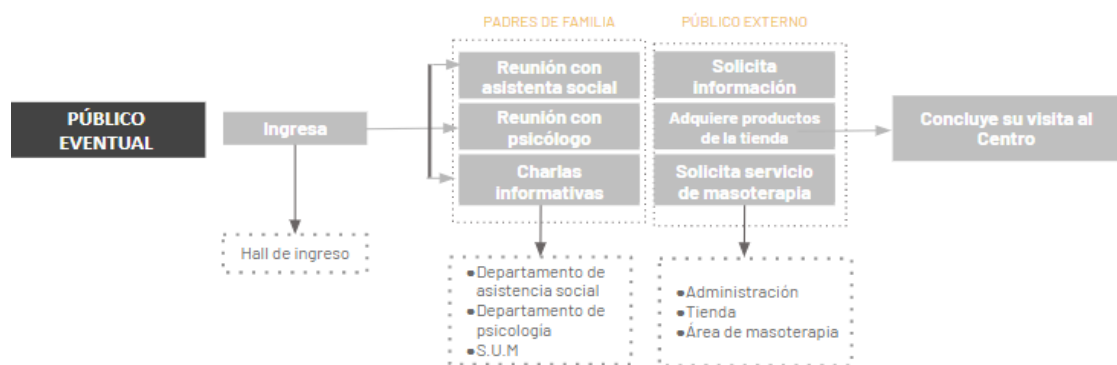 PADRES DE FAMILIA
PÚBLICO EXTERNO
PÚBLICO
EVENTUAL
Ingresa
Reunión con
asistenta social
Reunión con
psicólogo
Charlas
informativas
Solicita
información
Adquiere productos
de la tienda
Solicita servicio
de masoterapia
Concluye su visita al
Centro
Hall de ingreso
●Departamento de
asistencia social
●Departamento de
psicología
●S.U.M
●Administración
●Tienda
●Área de masoterapia